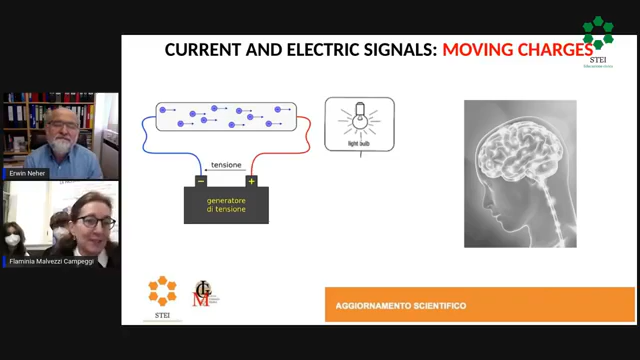 CURRENT AND ELECTRIC SIGNALS: MOVING CHARGES
STEI
tensione
light bulb
− +
generatore
di tensione
Erwin Neher
Flaminia Malvezzi Campeggi
STEI
AGGIORNAMENTO SCIENTIFICO